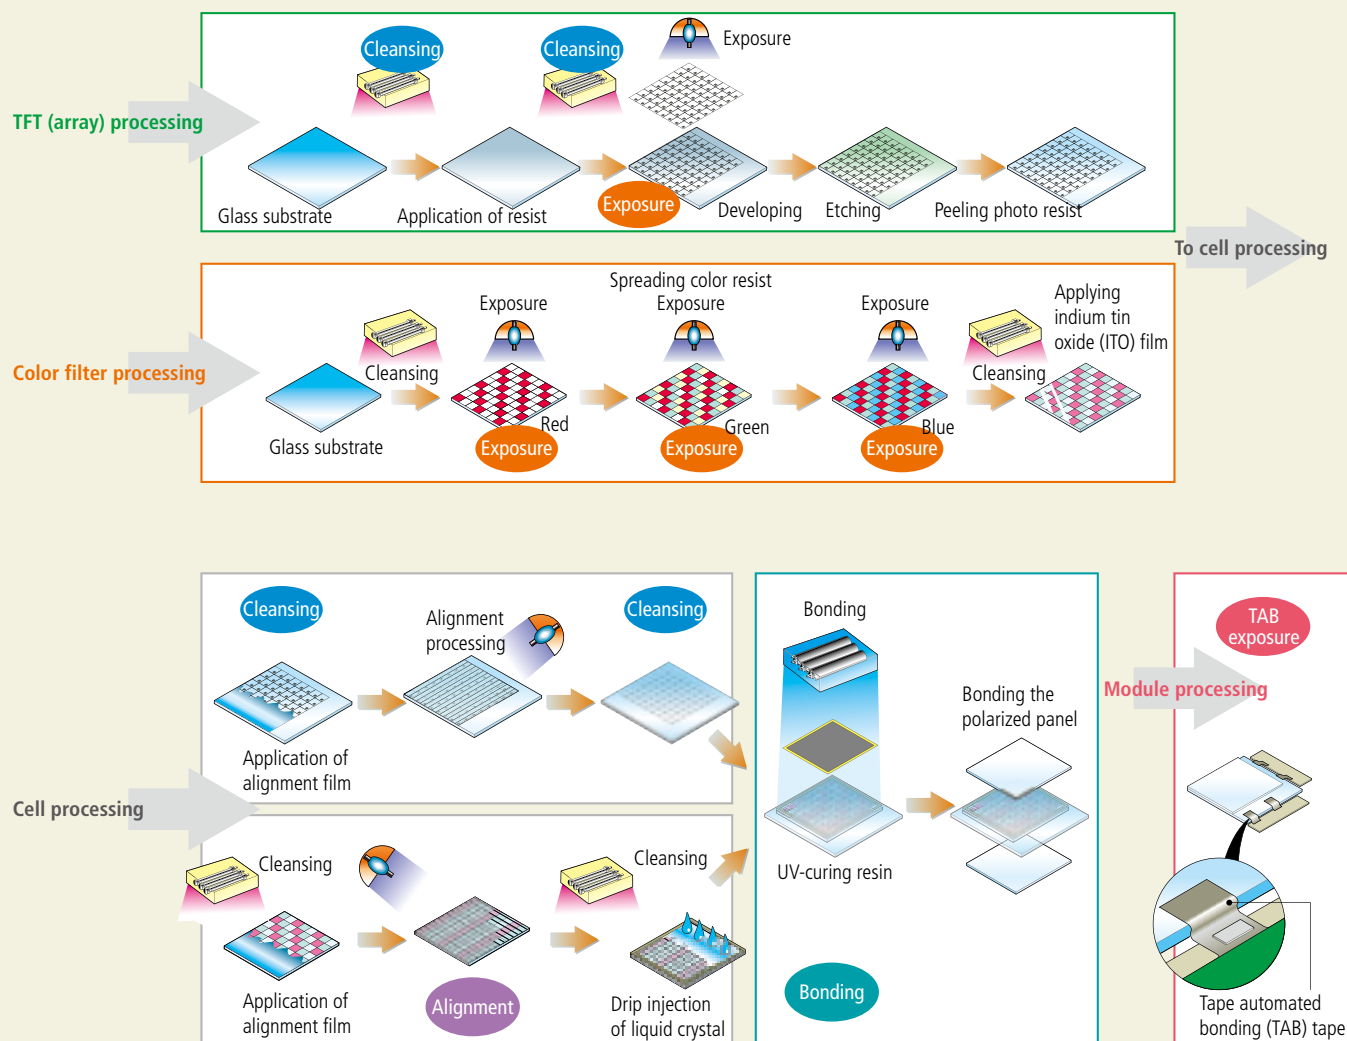 TFT (array) processing
Cleansing
Cleansing
Exposure
Glass substrate
Application of resist
Exposure
Developing
Etching
Peeling photo resist
To cell processing
Color filter processing
Glass substrate
Cleansing
Exposure
Red
Exposure
Spreading color resist
Exposure
Green
Exposure
Exposure
Blue
Exposure
Cleansing
Applying
indium tin
oxide (ITO) film
Cell processing
Cleansing
Application of
alignment film
Alignment
processing
Cleansing
Cleansing
Application of
alignment film
Alignment
Cleansing
Drip injection
of liquid crystal
Bonding
UV-curing resin
Bonding the
polarized panel
Bonding
Module processing
TAB
exposure
Tape automated
bonding (TAB) tape